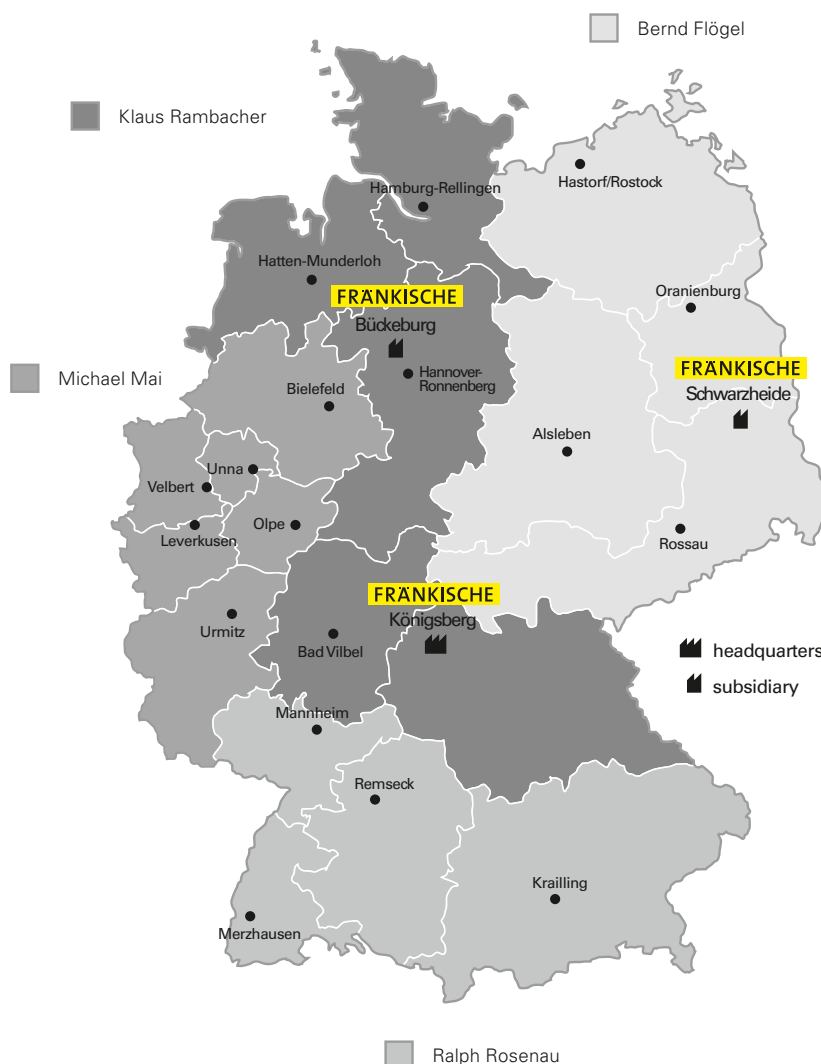 Bernd Flögel
Klaus Rambacher
Hastorf/Rostock
Hamburg-Rellingen
Hatten-Munderloh
Oranienburg
FRÄNKISCHE
Bückeburg
FRÄNKISCHE
Schwarzheide
Michael Mai
Hannover-
Ronnenberg
Bielefeld
Alsleben
Unna
Velbert
Olpe
Leverkusen
Rossau
FRÄNKISCHE
Königsberg
Urmitz
Bad Vilbel
headquarters
subsidiary
Mannheim
Remseck
Krailling
Merzhausen
Ralph Rosenau